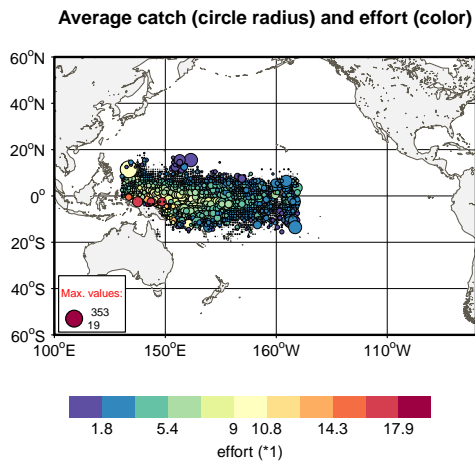 Average catch (circle radius) and effort (color)
60°N
40°N
20°N
0°
20°S
40°S
60°S
Max. values:
353
19
100°E 150°E 160°W 110°W
1.8 5.4 9 10.8 14.3 17.9
effort (*1)